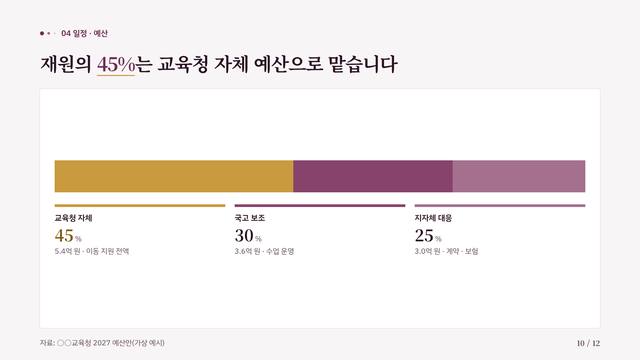 04 일정 · 예산
재원의 45%는 교육청 자체 예산으로 맡습니다
교육청 자체
45%
5.4억 원 · 이동 지원 전액
국고 보조
30%
3.6억 원 · 수업 운영
지자체 대응
25%
3.0억 원 · 계약 · 보험
자료: ○○교육청 2027 예산안(가상 예시)
10 / 12